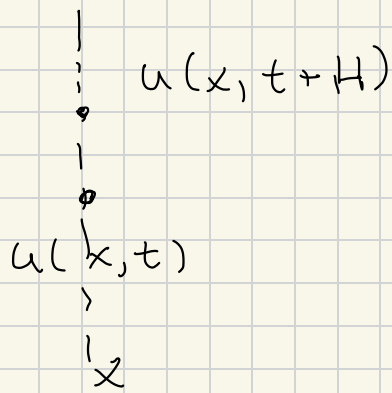 u(x, t + H)
u(x, t)
x